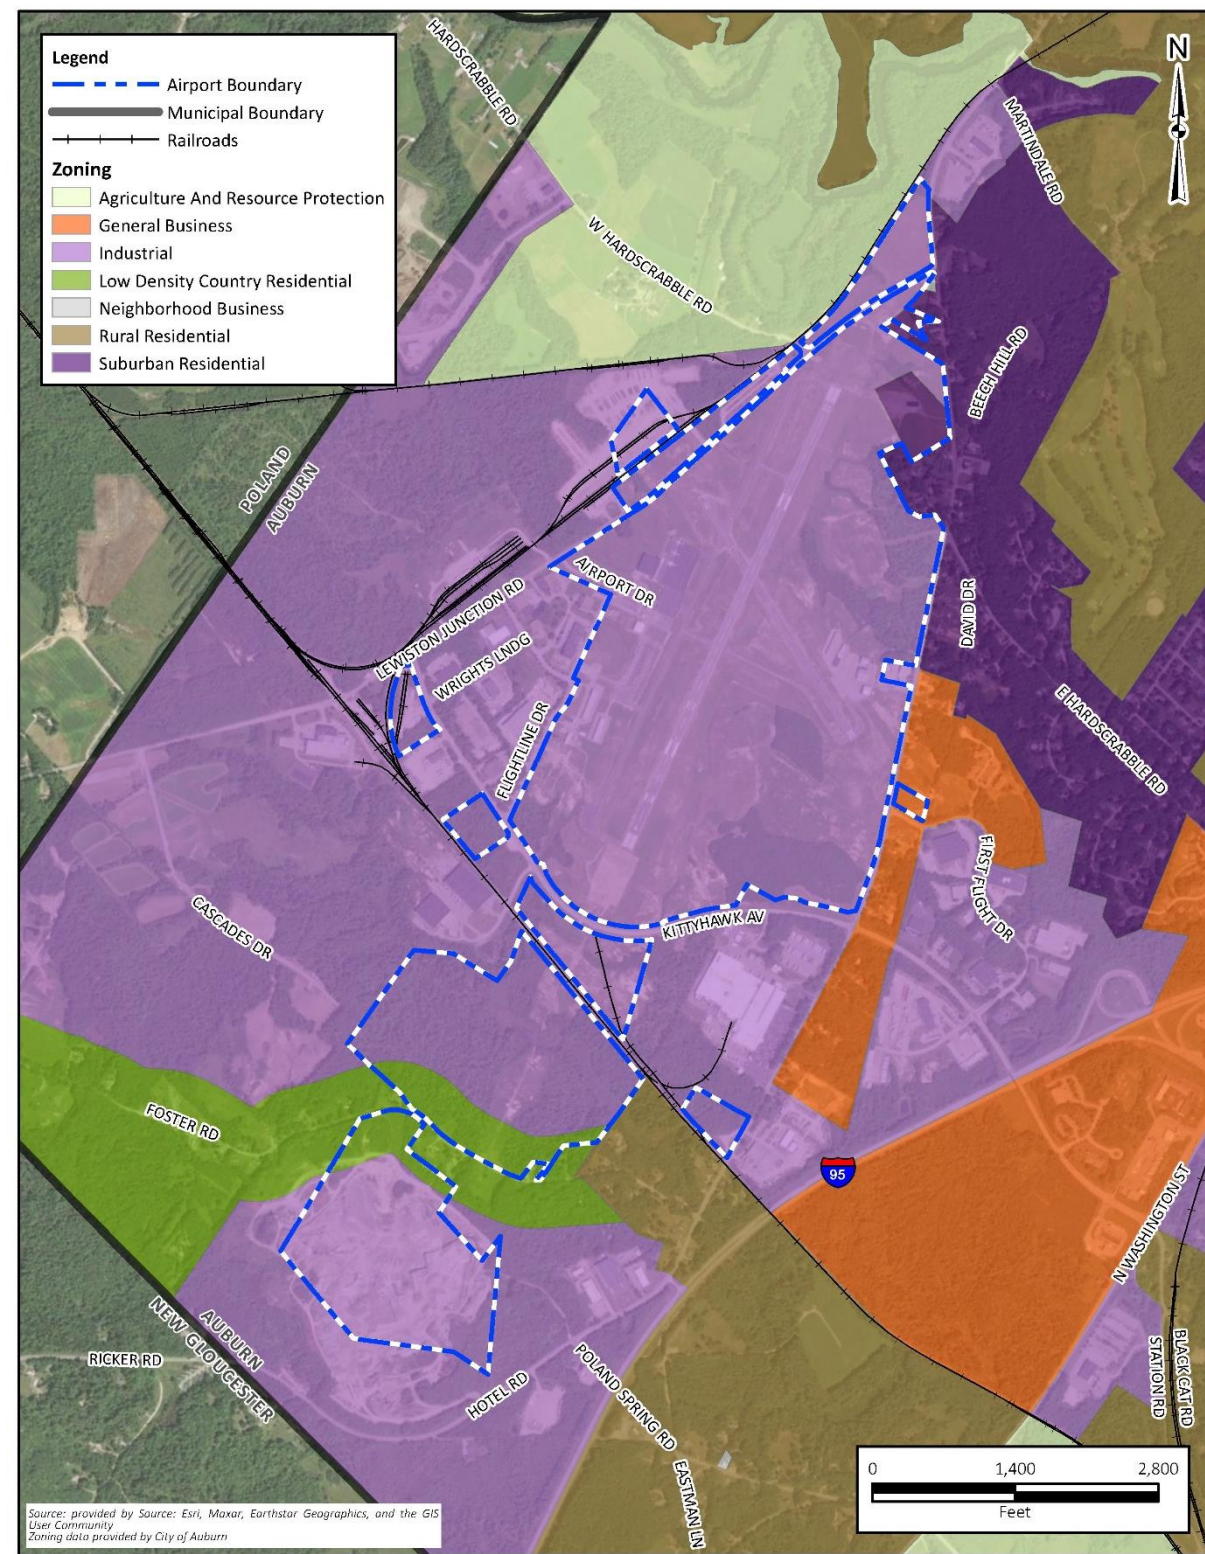 Legend
Airport Boundary
Municipal Boundary
Railroads
Zoning
Agriculture And Resource Protection
General Business
Industrial
Low Density Country Residential
Neighborhood Business
Rural Residential
Suburban Residential
N
HARDSCRABBLE RD
MARTINDALE RD
W HARDSCRABBLE RD
BEECH HILL RD
POLAND
AUBURN
AIRPORT DR
LEWISTON JUNCTION RD
WRIGHTS LNDG
DAVID DR
FLIGHTLINE DR
E HARDSCRABBLE RD
FIRST FLIGHT DR
CASCADES DR
KITTYHAWK AV
FOSTER RD
95
N WASHINGTON ST
AUBURN
NEW GLOUCESTER
RICKER RD
HOTEL RD
POLAND SPRING RD
EASTMAN LN
STATION RD
BLACK CAT RD
0 1,400 2,800
Feet
Source: provided by Source: Esri, Maxar, Earthstar Geographics, and the GIS
User Community
Zoning data provided by City of Auburn